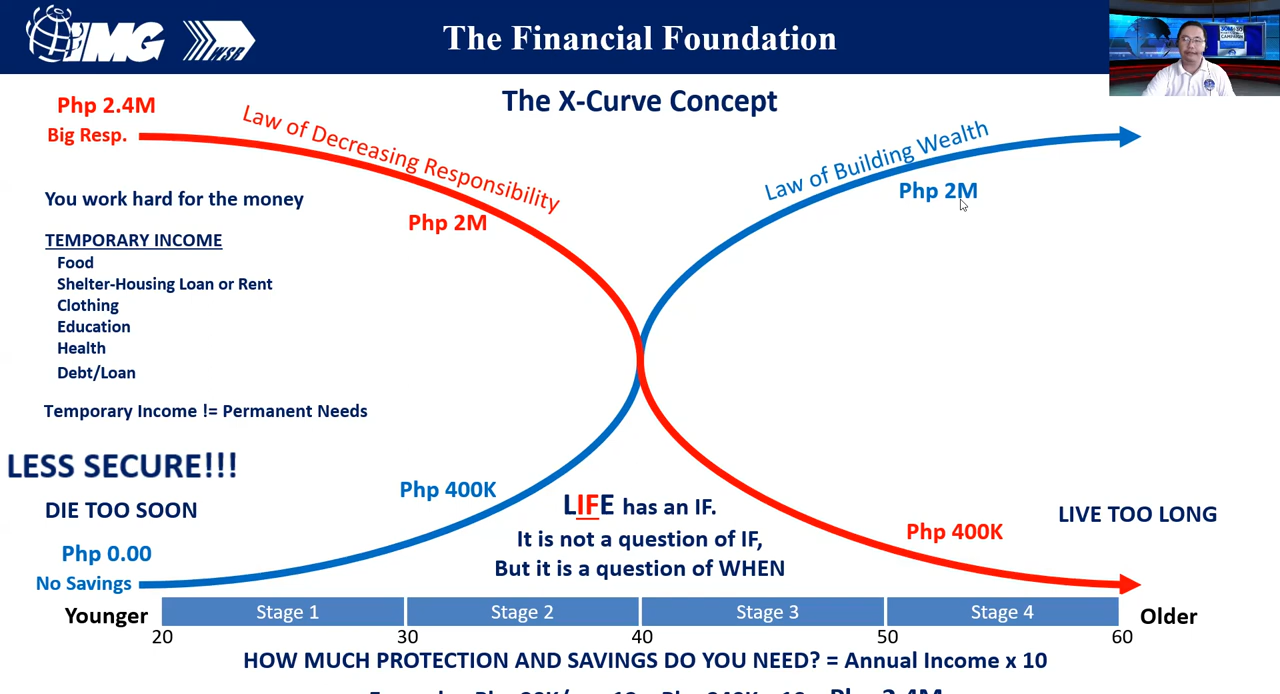 IMG
WSB
The Financial Foundation
The X-Curve Concept
Php 2.4M
Big Resp.
Law of Decreasing Responsibility
Php 2M
Law of Building Wealth
Php 2M
You work hard for the money
TEMPORARY INCOME
Food
Shelter-Housing Loan or Rent
Clothing
Education
Health
Debt/Loan
Temporary Income != Permanent Needs
LESS SECURE!!!
DIE TOO SOON
Php 0.00
No Savings
Php 400K
LIFE has an IF.
It is not a question of IF,
But it is a question of WHEN
Php 400K
LIVE TOO LONG
Younger
Stage 1
Stage 2
Stage 3
Stage 4
Older
20
30
40
50
60
HOW MUCH PROTECTION AND SAVINGS DO YOU NEED? = Annual Income x 10